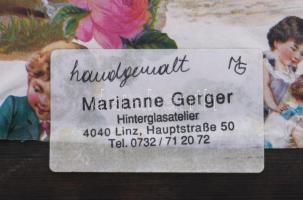 handgemalt MG
Marianne Gerger
Hinterglasatelier
4040 Linz, Hauptstraße 50
Tel. 0732/71 20 72